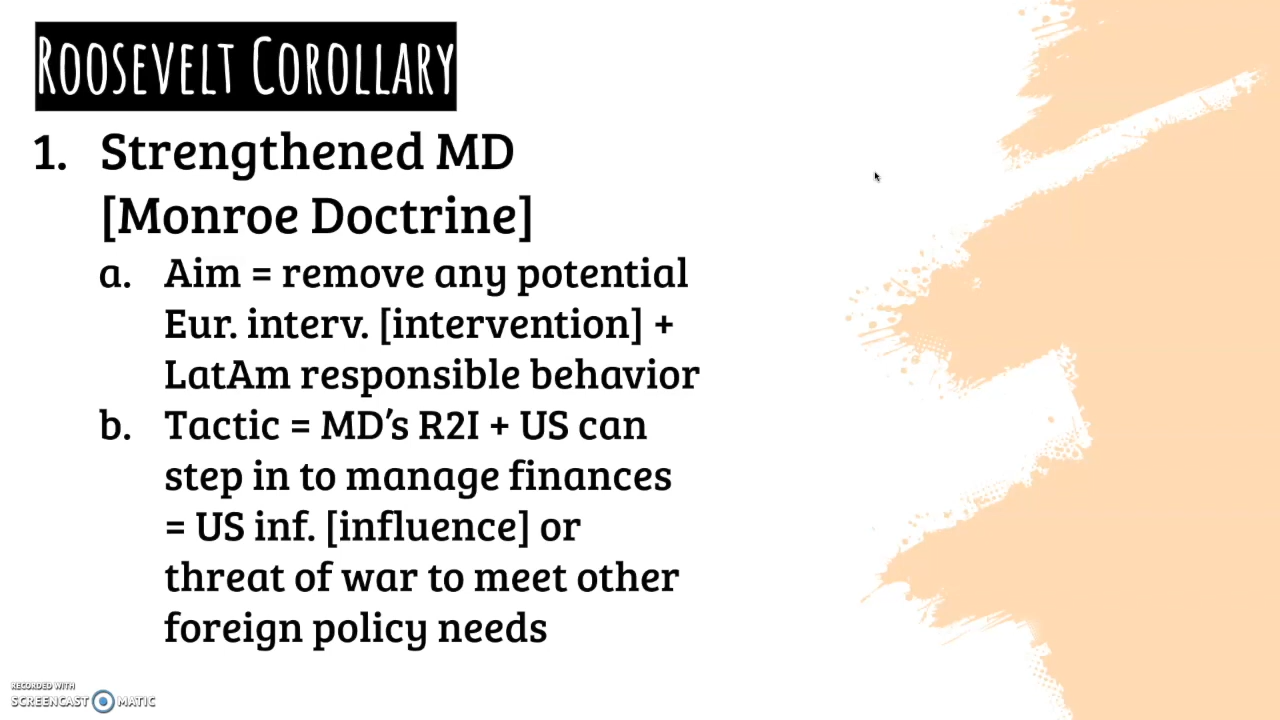 ROOSEVELT COROLLARY
1. Strengthened MD
[Monroe Doctrine]
a. Aim = remove any potential
Eur. interv. [intervention] +
LatAm responsible behavior
b. Tactic = MD’s R2I + US can
step in to manage finances
= US inf. [influence] or
threat of war to meet other
foreign policy needs
RECORDED WITH
SCREENCAST MATIC